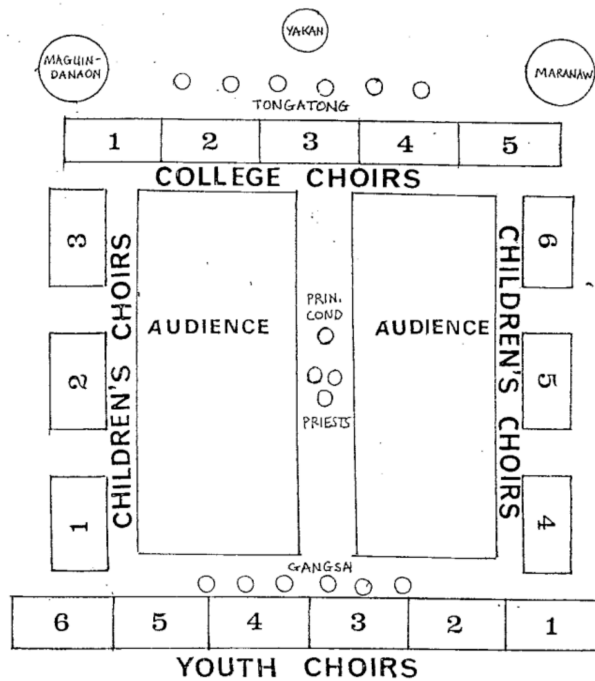 YAKAN
MAGUIN-
DANAON
MARANAW
TONGATONG
1 2 3 4 5
COLLEGE CHOIRS
3
2
1
CHILDREN'S CHOIRS
AUDIENCE
PRIN.
COND
PRIESTS
AUDIENCE
CHILDREN'S CHOIRS
6
5
4
GANGSA
6 5 4 3 2 1
YOUTH CHOIRS